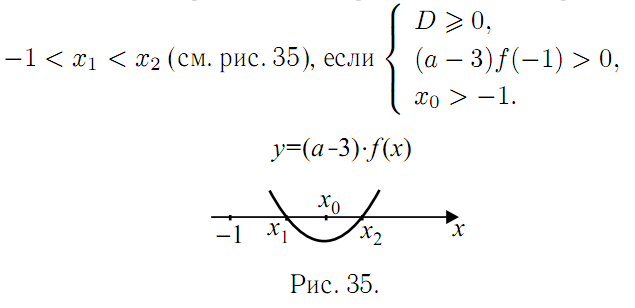 −1 < x₁ < x₂ (см. рис. 35), если { D ⩾ 0,
(a − 3)f(−1) > 0,
x₀ > −1.
y=(a-3)·f(x)
x₀
−1 x₁ x₂ x
Рис. 35.